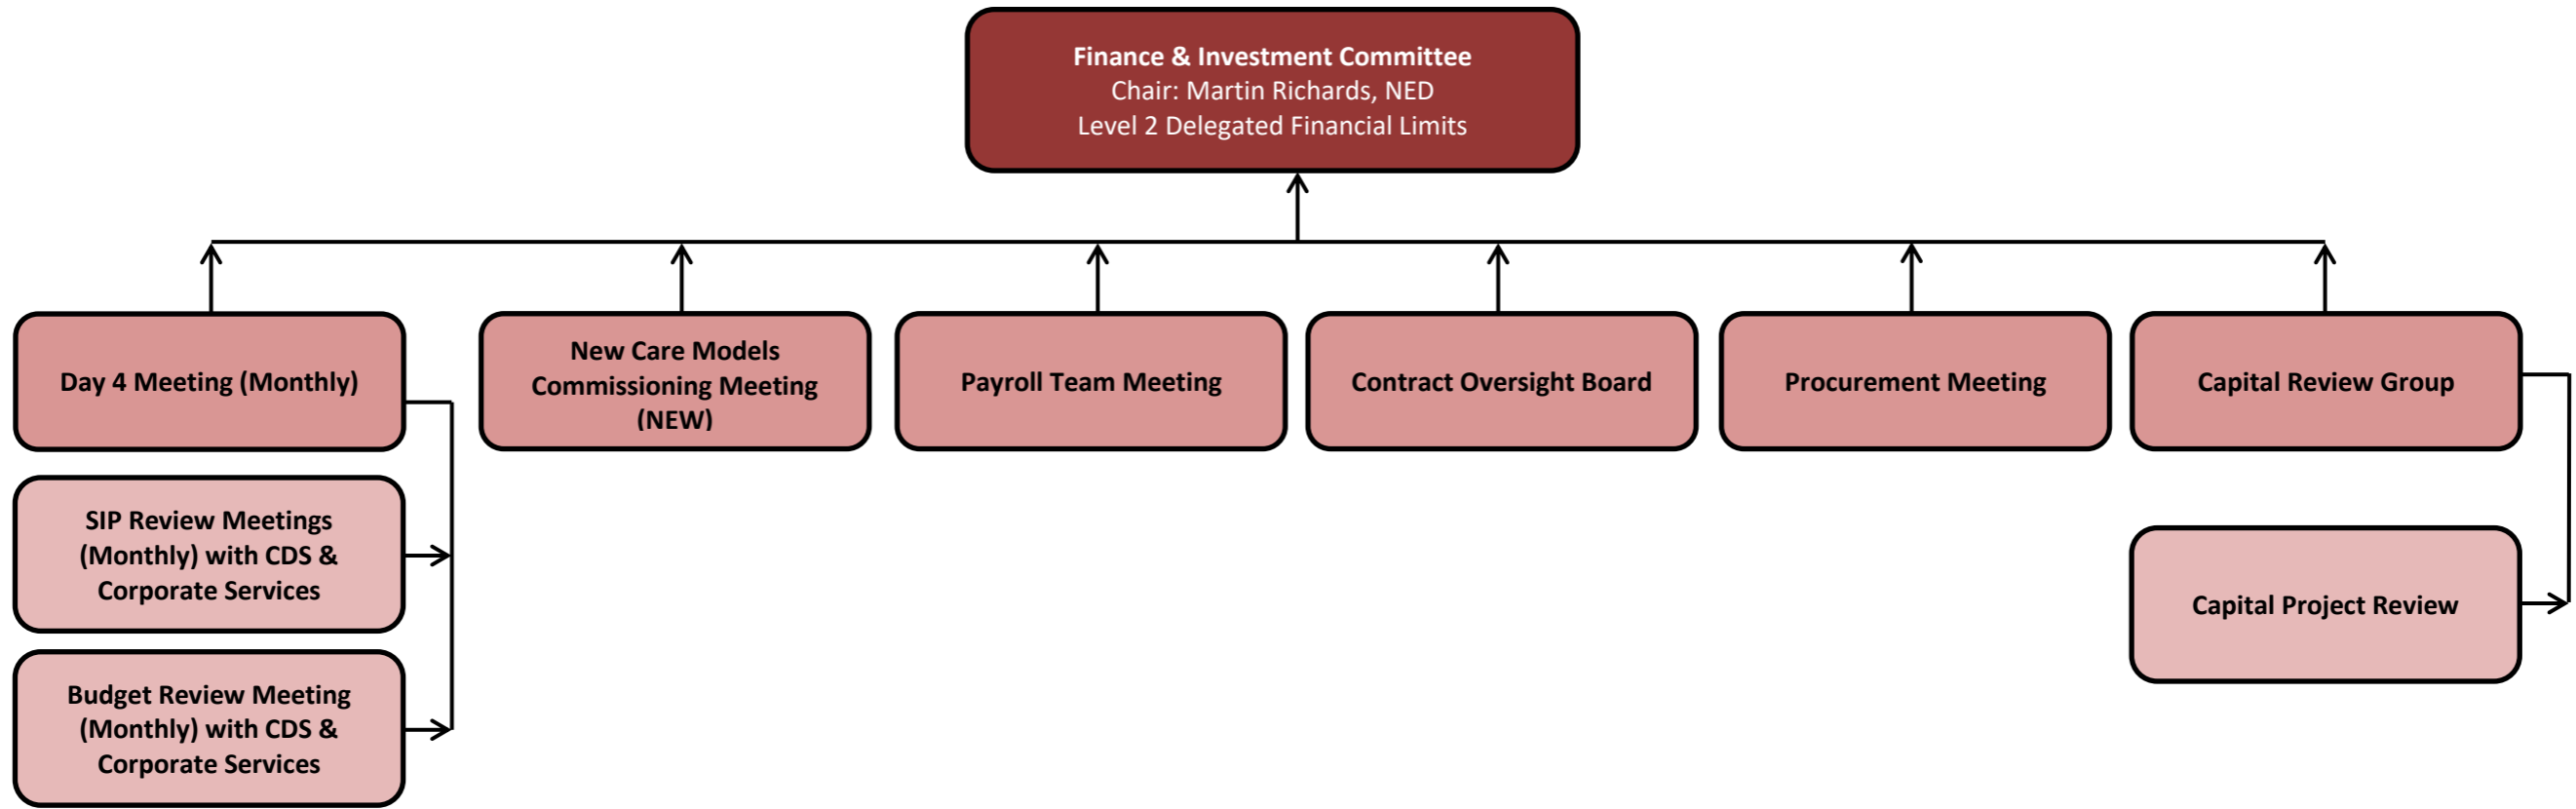 Finance & Investment Committee
Chair: Martin Richards, NED
Level 2 Delegated Financial Limits
Day 4 Meeting (Monthly)
New Care Models
Commissioning Meeting
(NEW)
Payroll Team Meeting
Contract Oversight Board
Procurement Meeting
Capital Review Group
SIP Review Meetings
(Monthly) with CDS &
Corporate Services
Capital Project Review
Budget Review Meeting
(Monthly) with CDS &
Corporate Services